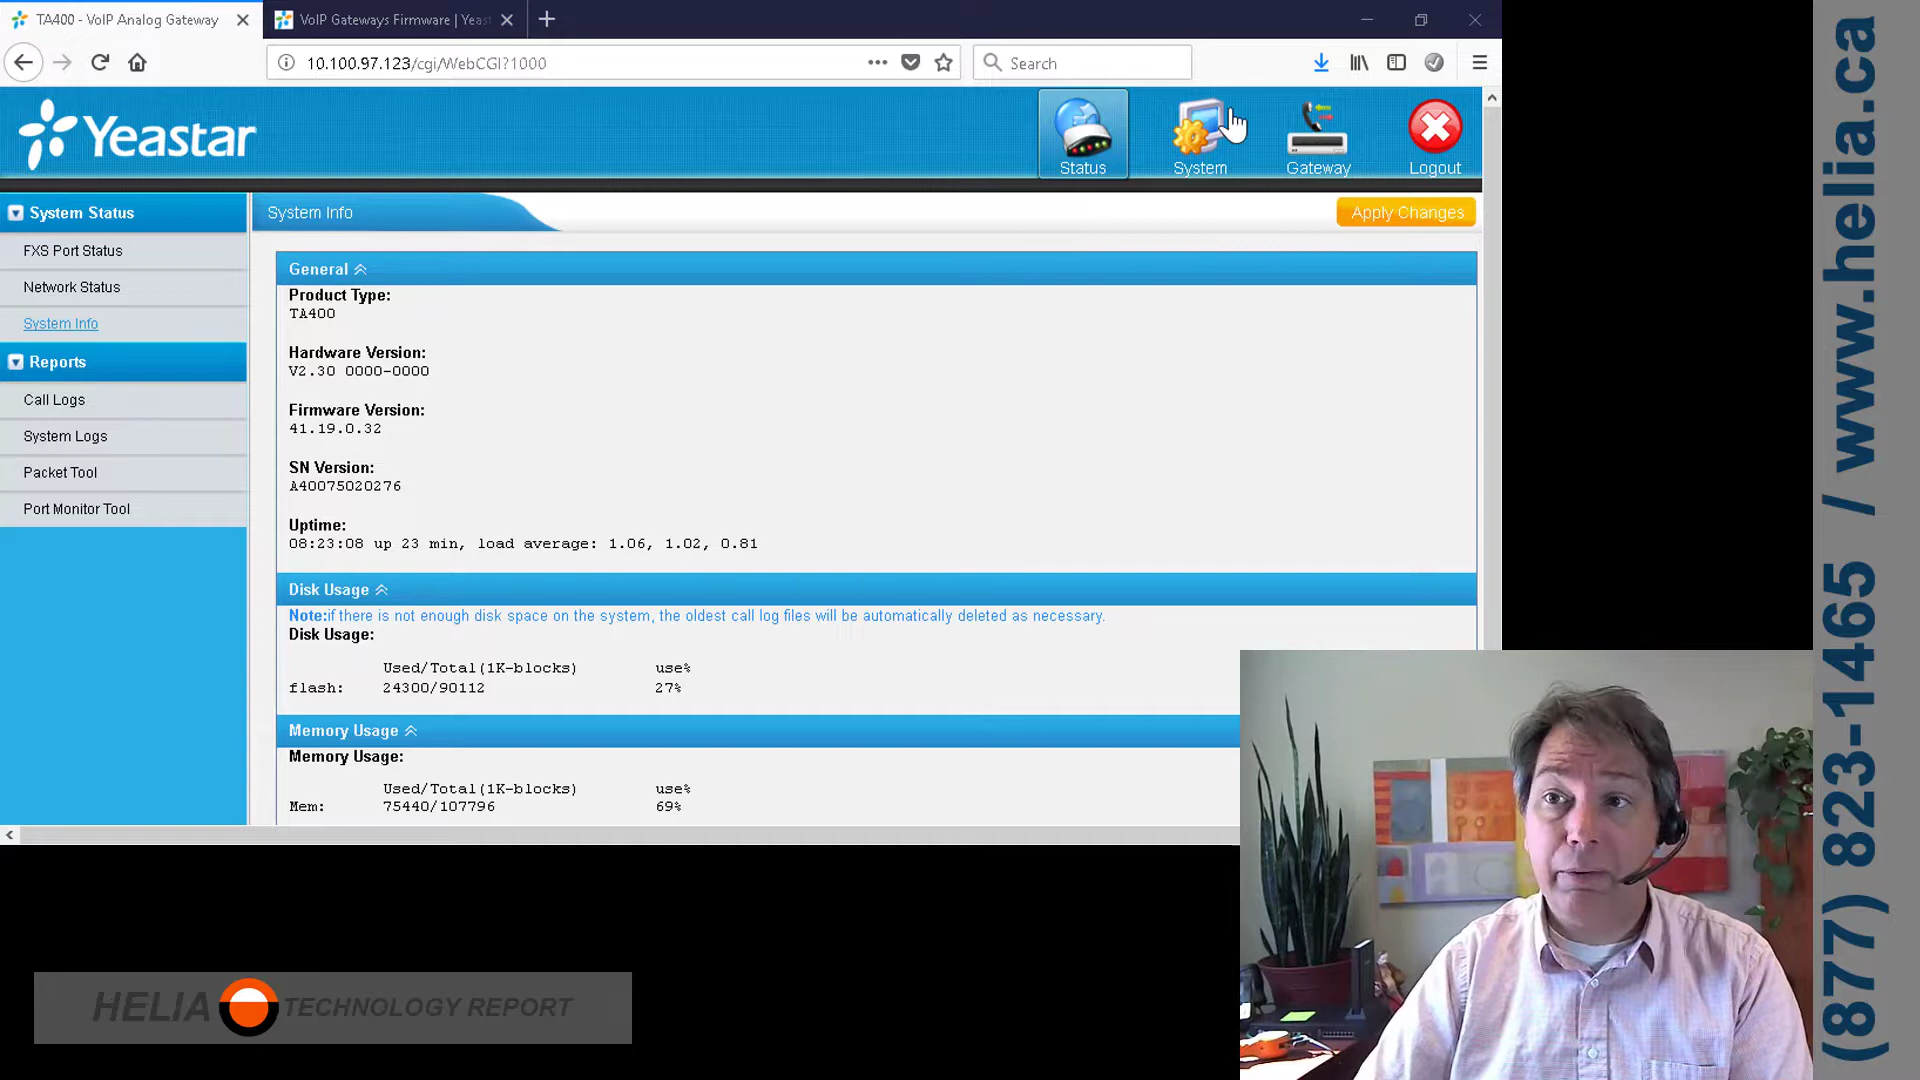 TA400 - VoIP Analog Gateway
VoIP Gateways Firmware | Yeast
10.100.97.123/cgi/WebCGI?1000
Search
Yeastar
Status
System
Gateway
Logout
System Status
FXS Port Status
Network Status
System Info
Reports
Call Logs
System Logs
Packet Tool
Port Monitor Tool
System Info
Apply Changes
General
Product Type:
TA400
Hardware Version:
V2.30 0000-0000
Firmware Version:
41.19.0.32
SN Version:
A40075020276
Uptime:
08:23:08 up 23 min, load average: 1.06, 1.02, 0.81
Disk Usage
Note:if there is not enough disk space on the system, the oldest call log files will be automatically deleted as necessary.
Disk Usage:
Used/Total(1K-blocks) use%
flash: 24300/90112 27%
Memory Usage
Memory Usage:
Used/Total(1K-blocks) use%
Mem: 75440/107796 69%
HELIA TECHNOLOGY REPORT
(877) 823-1465 / www.helia.ca